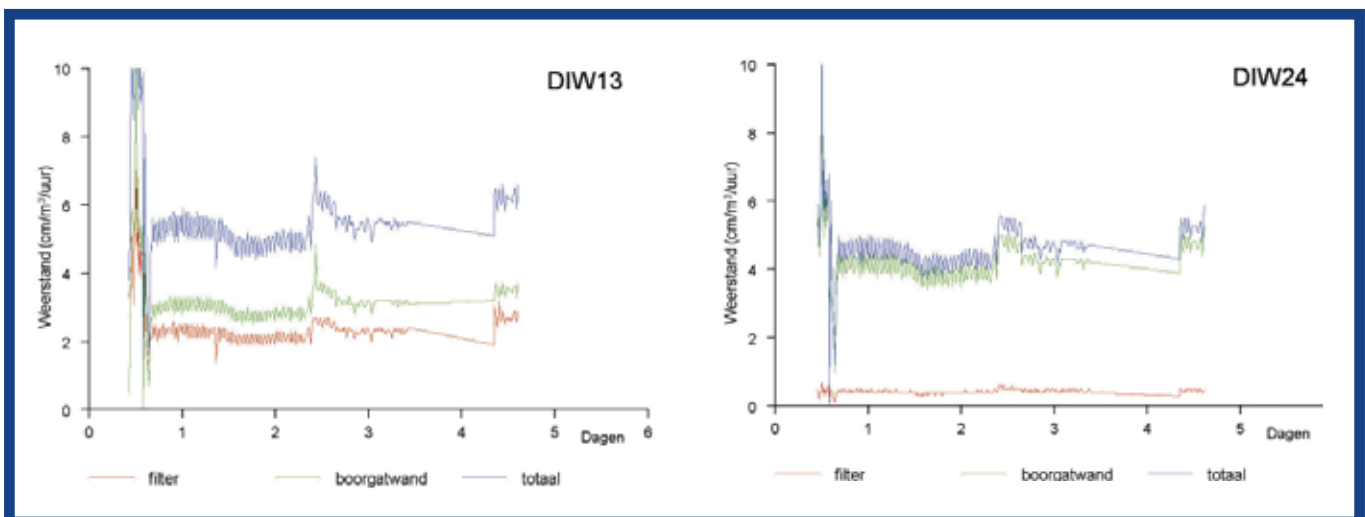 DIW13
Weerstand (cm/m³/uur)
10
8
6
4
2
0
0 1 2 3 4 5 6
Dagen
filter boorgatwand totaal
DIW24
Weerstand (cm/m³/uur)
10
8
6
4
2
0
0 1 2 3 4 5
Dagen
filter boorgatwand totaal